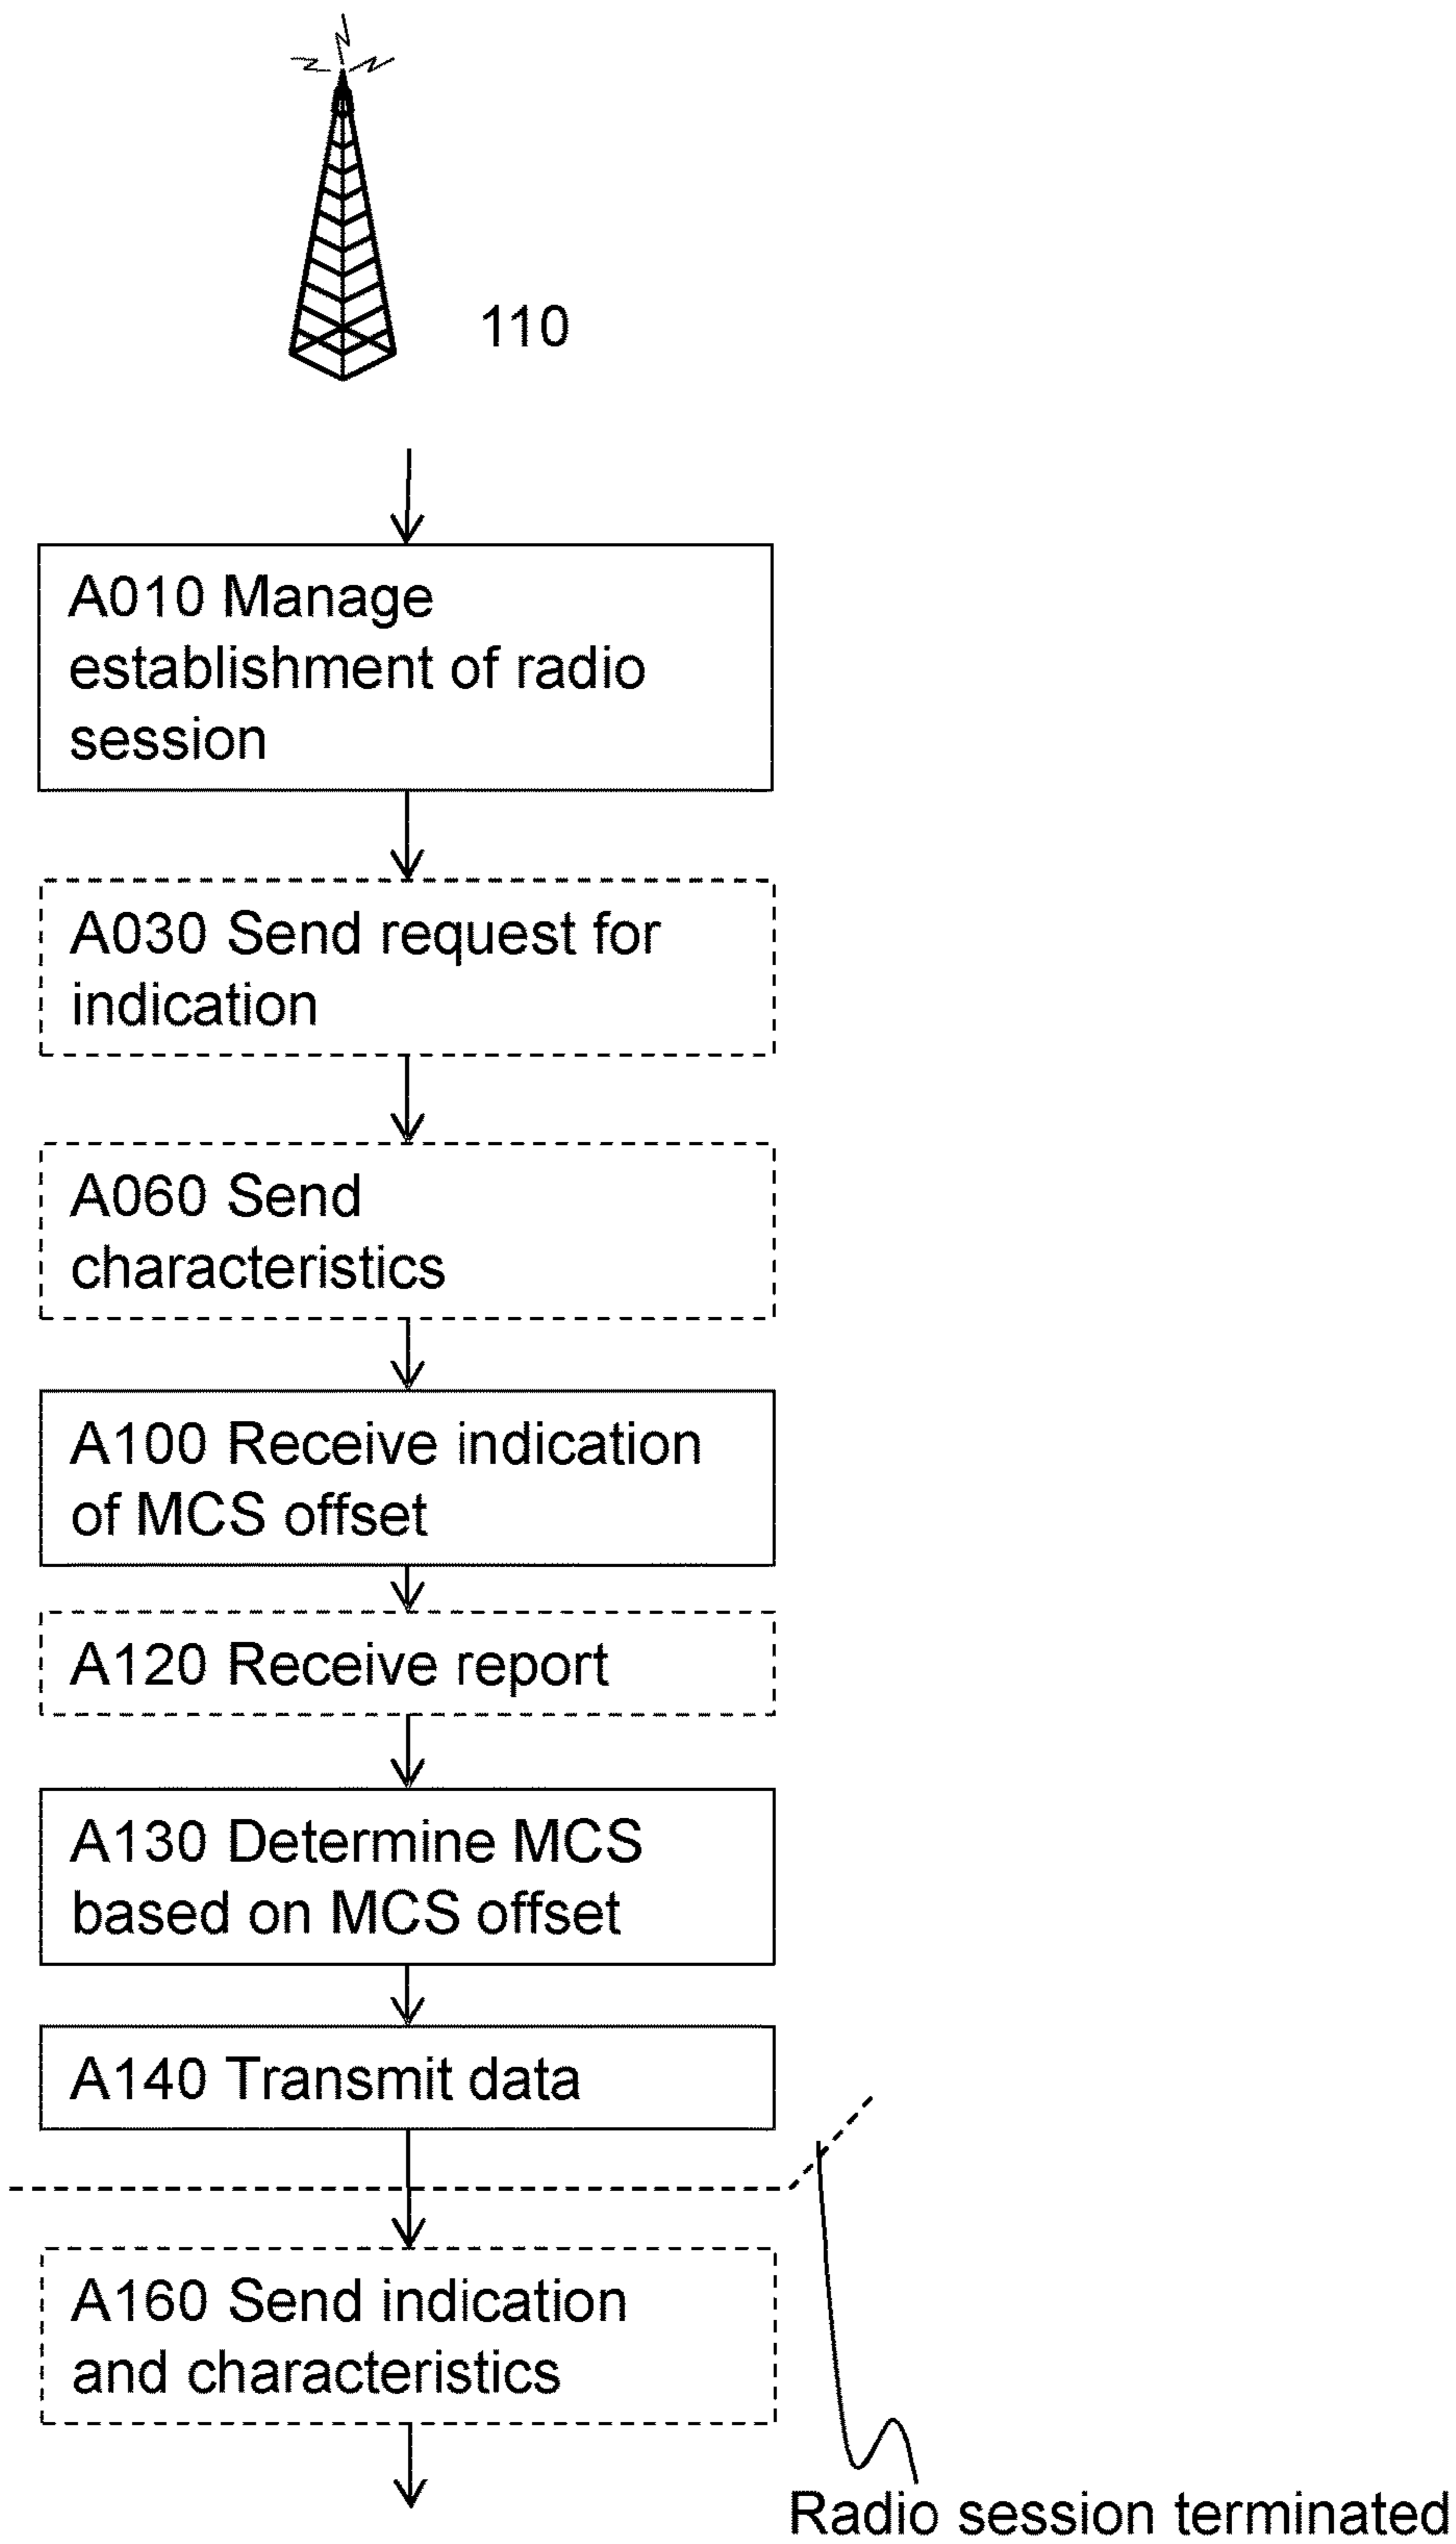 110
A010 Manage
establishment of radio
session
A030 Send request for
indication
A060 Send
characteristics
A100 Receive indication
of MCS offset
A120 Receive report
A130 Determine MCS
based on MCS offset
A140 Transmit data
A160 Send indication
and characteristics
Radio session terminated